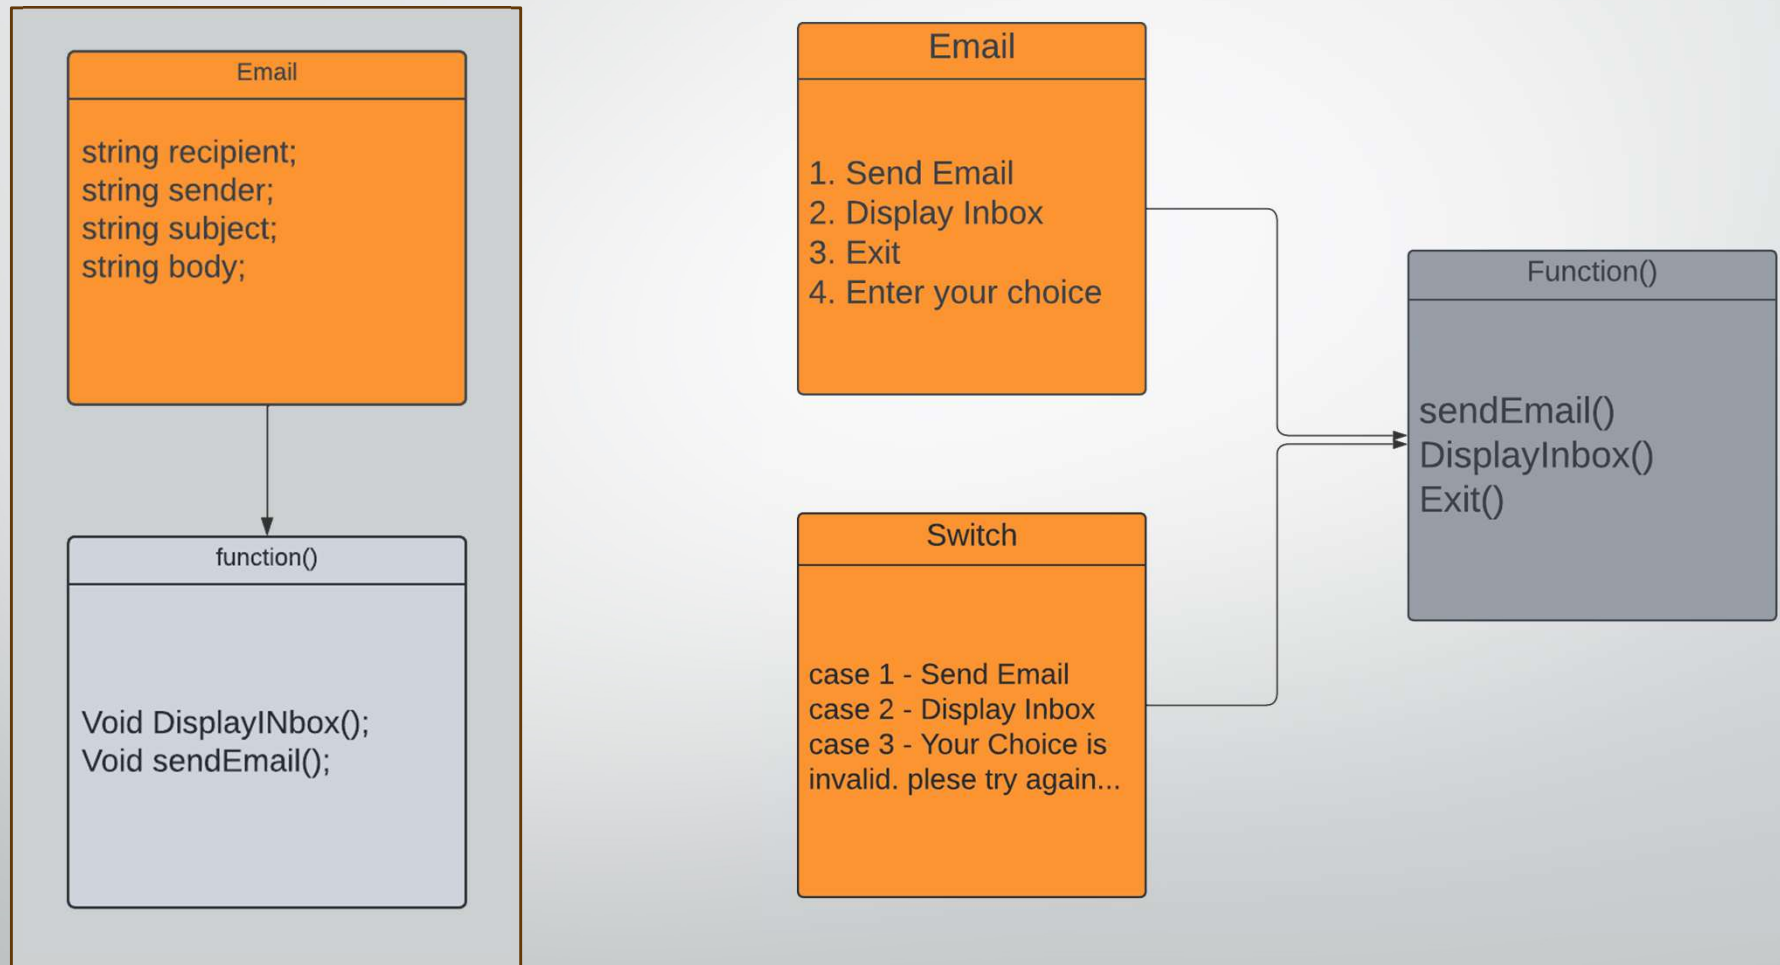 Email
string recipient;
string sender;
string subject;
string body;
function()
Void DisplayINbox();
Void sendEmail();
Email
1. Send Email
2. Display Inbox
3. Exit
4. Enter your choice
Switch
case 1 - Send Email
case 2 - Display Inbox
case 3 - Your Choice is
invalid. plese try again...
Function()
sendEmail()
DisplayInbox()
Exit()